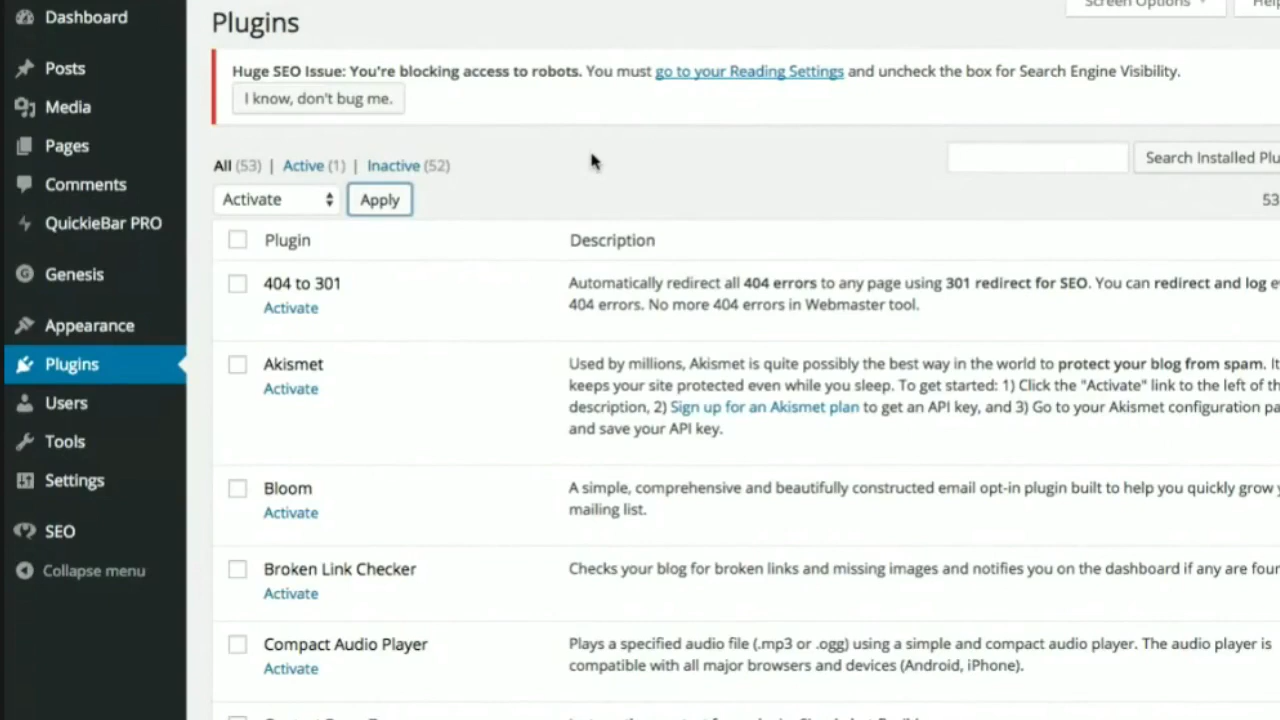 Dashboard
Posts
Media
Pages
Comments
QuickieBar PRO
Genesis
Appearance
Plugins
Users
Tools
Settings
SEO
Collapse menu
Screen Options
Help
Plugins
Huge SEO Issue: You're blocking access to robots. You must go to your Reading Settings and uncheck the box for Search Engine Visibility.
I know, don't bug me.
All (53) | Active (1) | Inactive (52)
Search Installed Plu
Activate
Apply
53
Plugin
Description
404 to 301
Activate
Automatically redirect all 404 errors to any page using 301 redirect for SEO. You can redirect and log e
404 errors. No more 404 errors in Webmaster tool.
Akismet
Activate
Used by millions, Akismet is quite possibly the best way in the world to protect your blog from spam. It
keeps your site protected even while you sleep. To get started: 1) Click the "Activate" link to the left of th
description, 2) Sign up for an Akismet plan to get an API key, and 3) Go to your Akismet configuration pa
and save your API key.
Bloom
Activate
A simple, comprehensive and beautifully constructed email opt-in plugin built to help you quickly grow y
mailing list.
Broken Link Checker
Activate
Checks your blog for broken links and missing images and notifies you on the dashboard if any are foun
Compact Audio Player
Activate
Plays a specified audio file (.mp3 or .ogg) using a simple and compact audio player. The audio player is
compatible with all major browsers and devices (Android, iPhone).